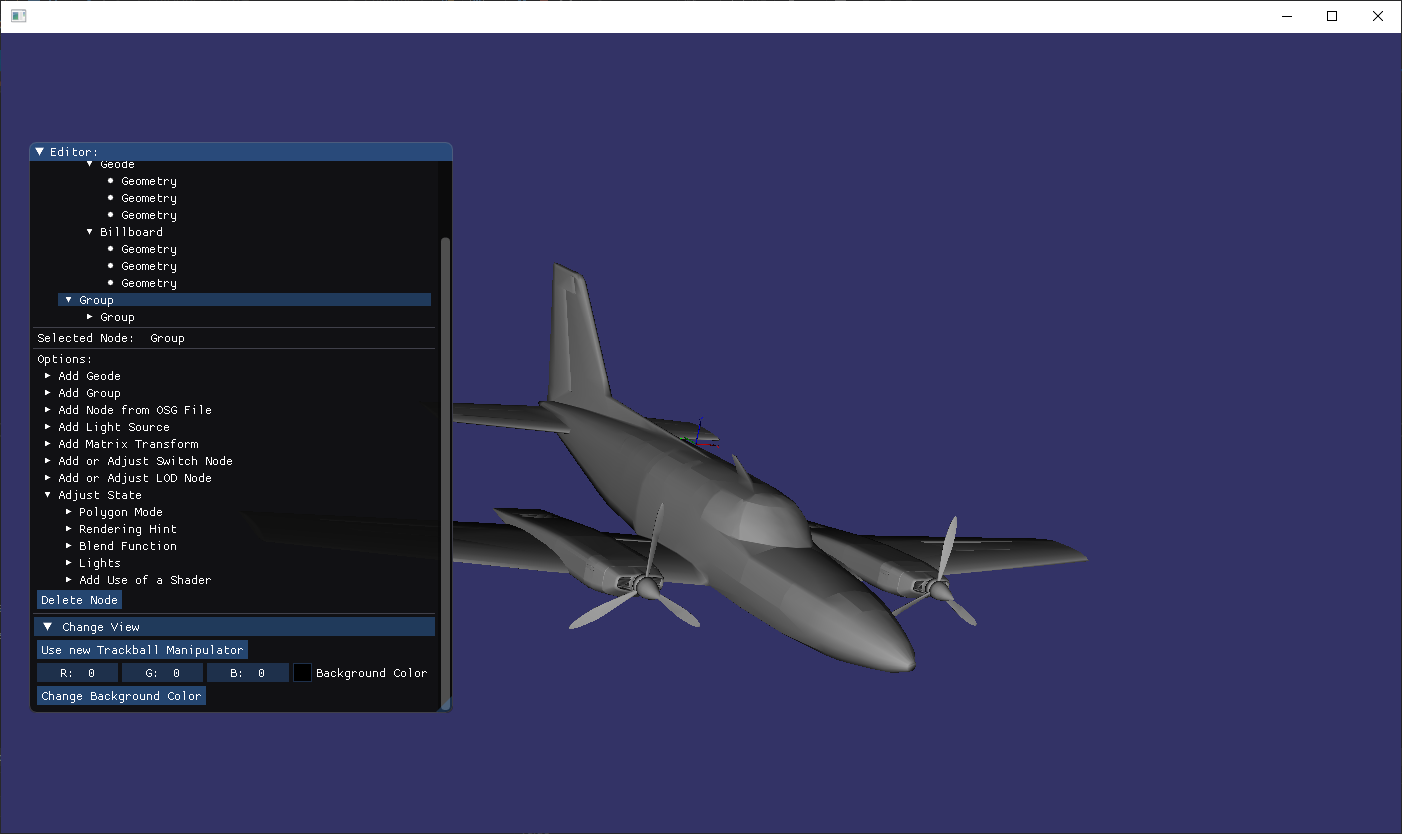 Editor:
Geode
Geometry
Geometry
Geometry
Billboard
Geometry
Geometry
Geometry
Group
Group
Selected Node: Group
Options:
Add Geode
Add Group
Add Node from OSG File
Add Light Source
Add Matrix Transform
Add or Adjust Switch Node
Add or Adjust LOD Node
Adjust State
Polygon Mode
Rendering Hint
Blend Function
Lights
Add Use of a Shader
Delete Node
Change View
Use new Trackball Manipulator
R: 0 G: 0 B: 0 Background Color
Change Background Color